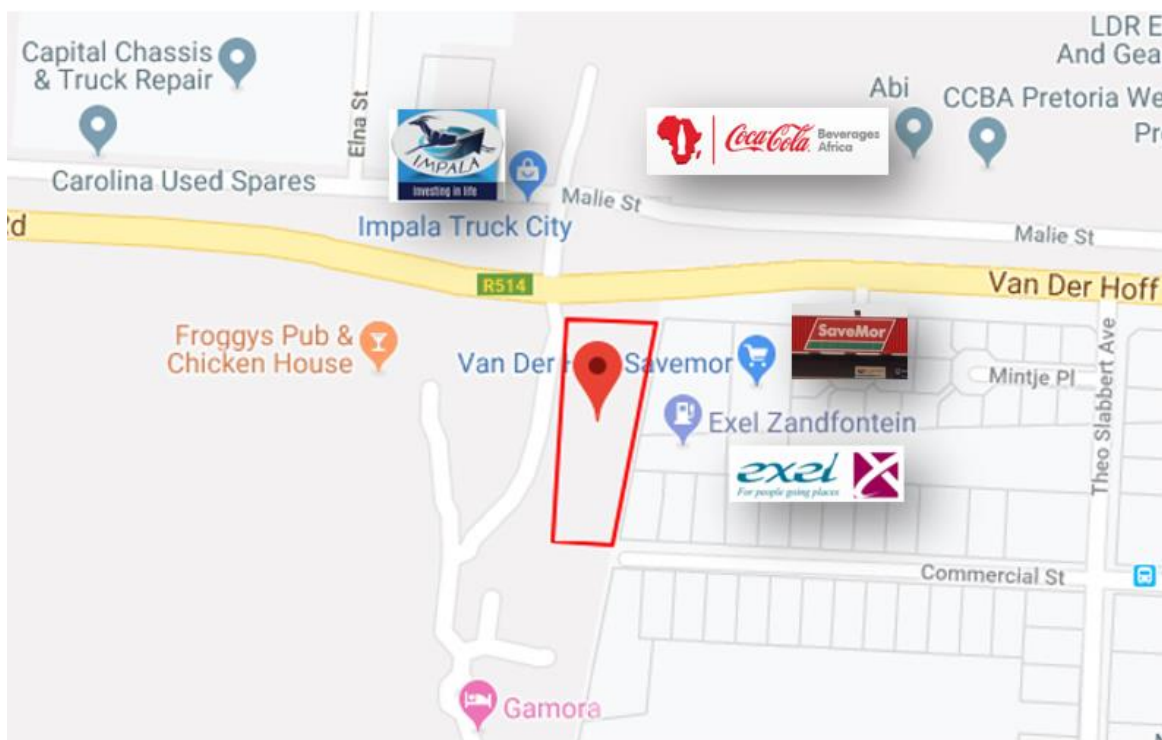 LDR E
And Gea
Capital Chassis
& Truck Repair
Abi
CCBA Pretoria We
Pr
Elna St
IMPALA
Investing in life
Coca-Cola Beverages
Africa
Carolina Used Spares
Malie St
Impala Truck City
Malie St
Rd
R514
Van Der Hoff
SaveMor
Froggys Pub &
Chicken House
Van Der H Savemor
Mintje Pl
Theo Slabbert Ave
Exel Zandfontein
exel
For people going places
Commercial St
Gamora